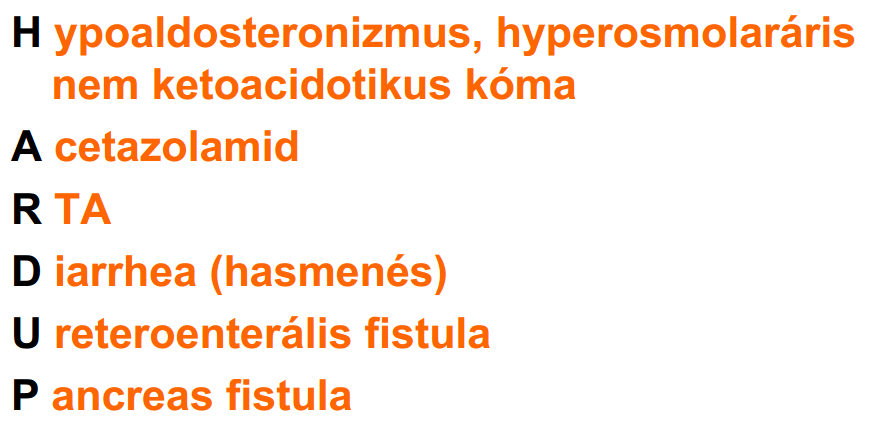 H ypoaldosteronizmus, hyperosmolaráris
nem ketoacidotikus kóma
A cetazolamid
R TA
D iarrhea (hasmenés)
U reteroenterális fistula
P ancreas fistula